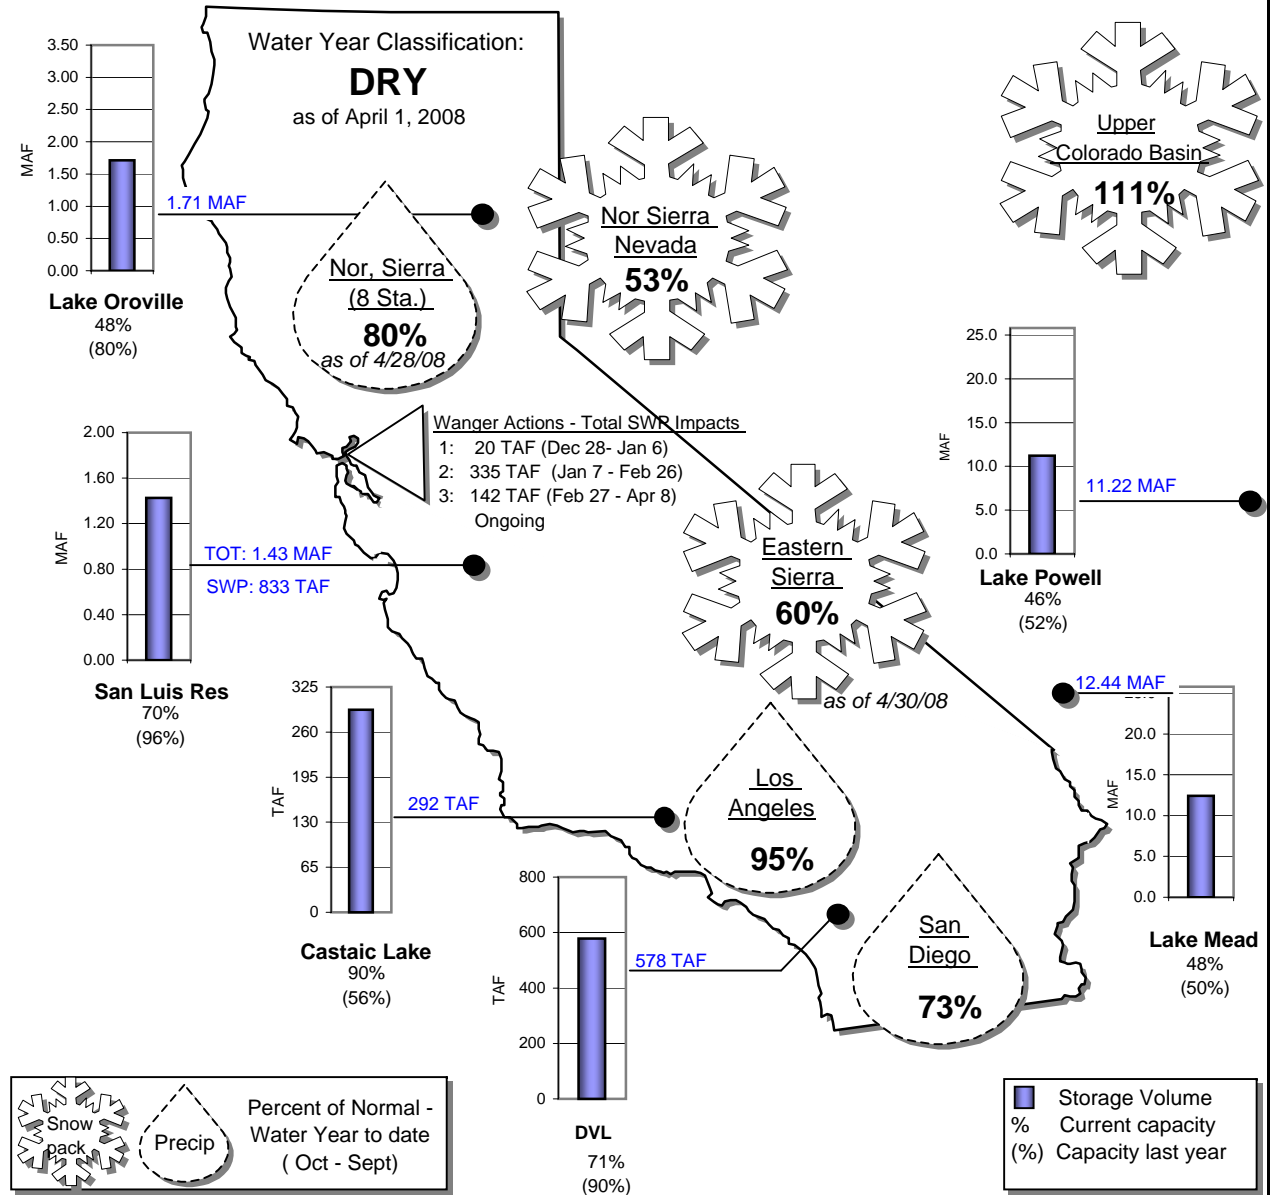 Water Year Classification:
DRY
as of April 1, 2008
3.50
3.00
2.50
2.00
1.50
1.00
0.50
0.00
MAF
1.71 MAF
Lake Oroville
48%
(80%)
Nor, Sierra
(8 Sta.)
80%
as of 4/28/08
Nor Sierra
Nevada
53%
Upper
Colorado Basin
111%
Wanger Actions - Total SWP Impacts
1: 20 TAF (Dec 28- Jan 6)
2: 335 TAF (Jan 7 - Feb 26)
3: 142 TAF (Feb 27 - Apr 8)
Ongoing
2.00
1.60
1.20
0.80
0.40
0.00
MAF
TOT: 1.43 MAF
SWP: 833 TAF
San Luis Res
70%
(96%)
25.0
20.0
15.0
10.0
5.0
0.0
MAF
11.22 MAF
Lake Powell
46%
(52%)
Eastern
Sierra
60%
as of 4/30/08
325
260
195
130
65
0
TAF
292 TAF
Castaic Lake
90%
(56%)
Los
Angeles
95%
12.44 MAF
20.0
15.0
10.0
5.0
0.0
MAF
Lake Mead
48%
(50%)
800
600
400
200
0
TAF
578 TAF
DVL
71%
(90%)
San
Diego
73%
Snow
pack
Precip
Percent of Normal -
Water Year to date
( Oct - Sept)
Storage Volume
% Current capacity
(%) Capacity last year